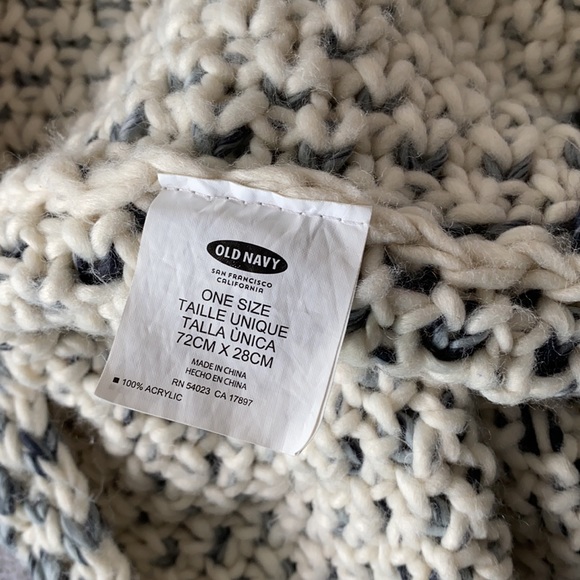 OLD NAVY
SAN FRANCISCO
CALIFORNIA
ONE SIZE
TAILLE UNIQUE
TALLA ÚNICA
72CM X 28CM
MADE IN CHINA
HECHO EN CHINA
100% ACRYLIC RN 54023 CA 17897